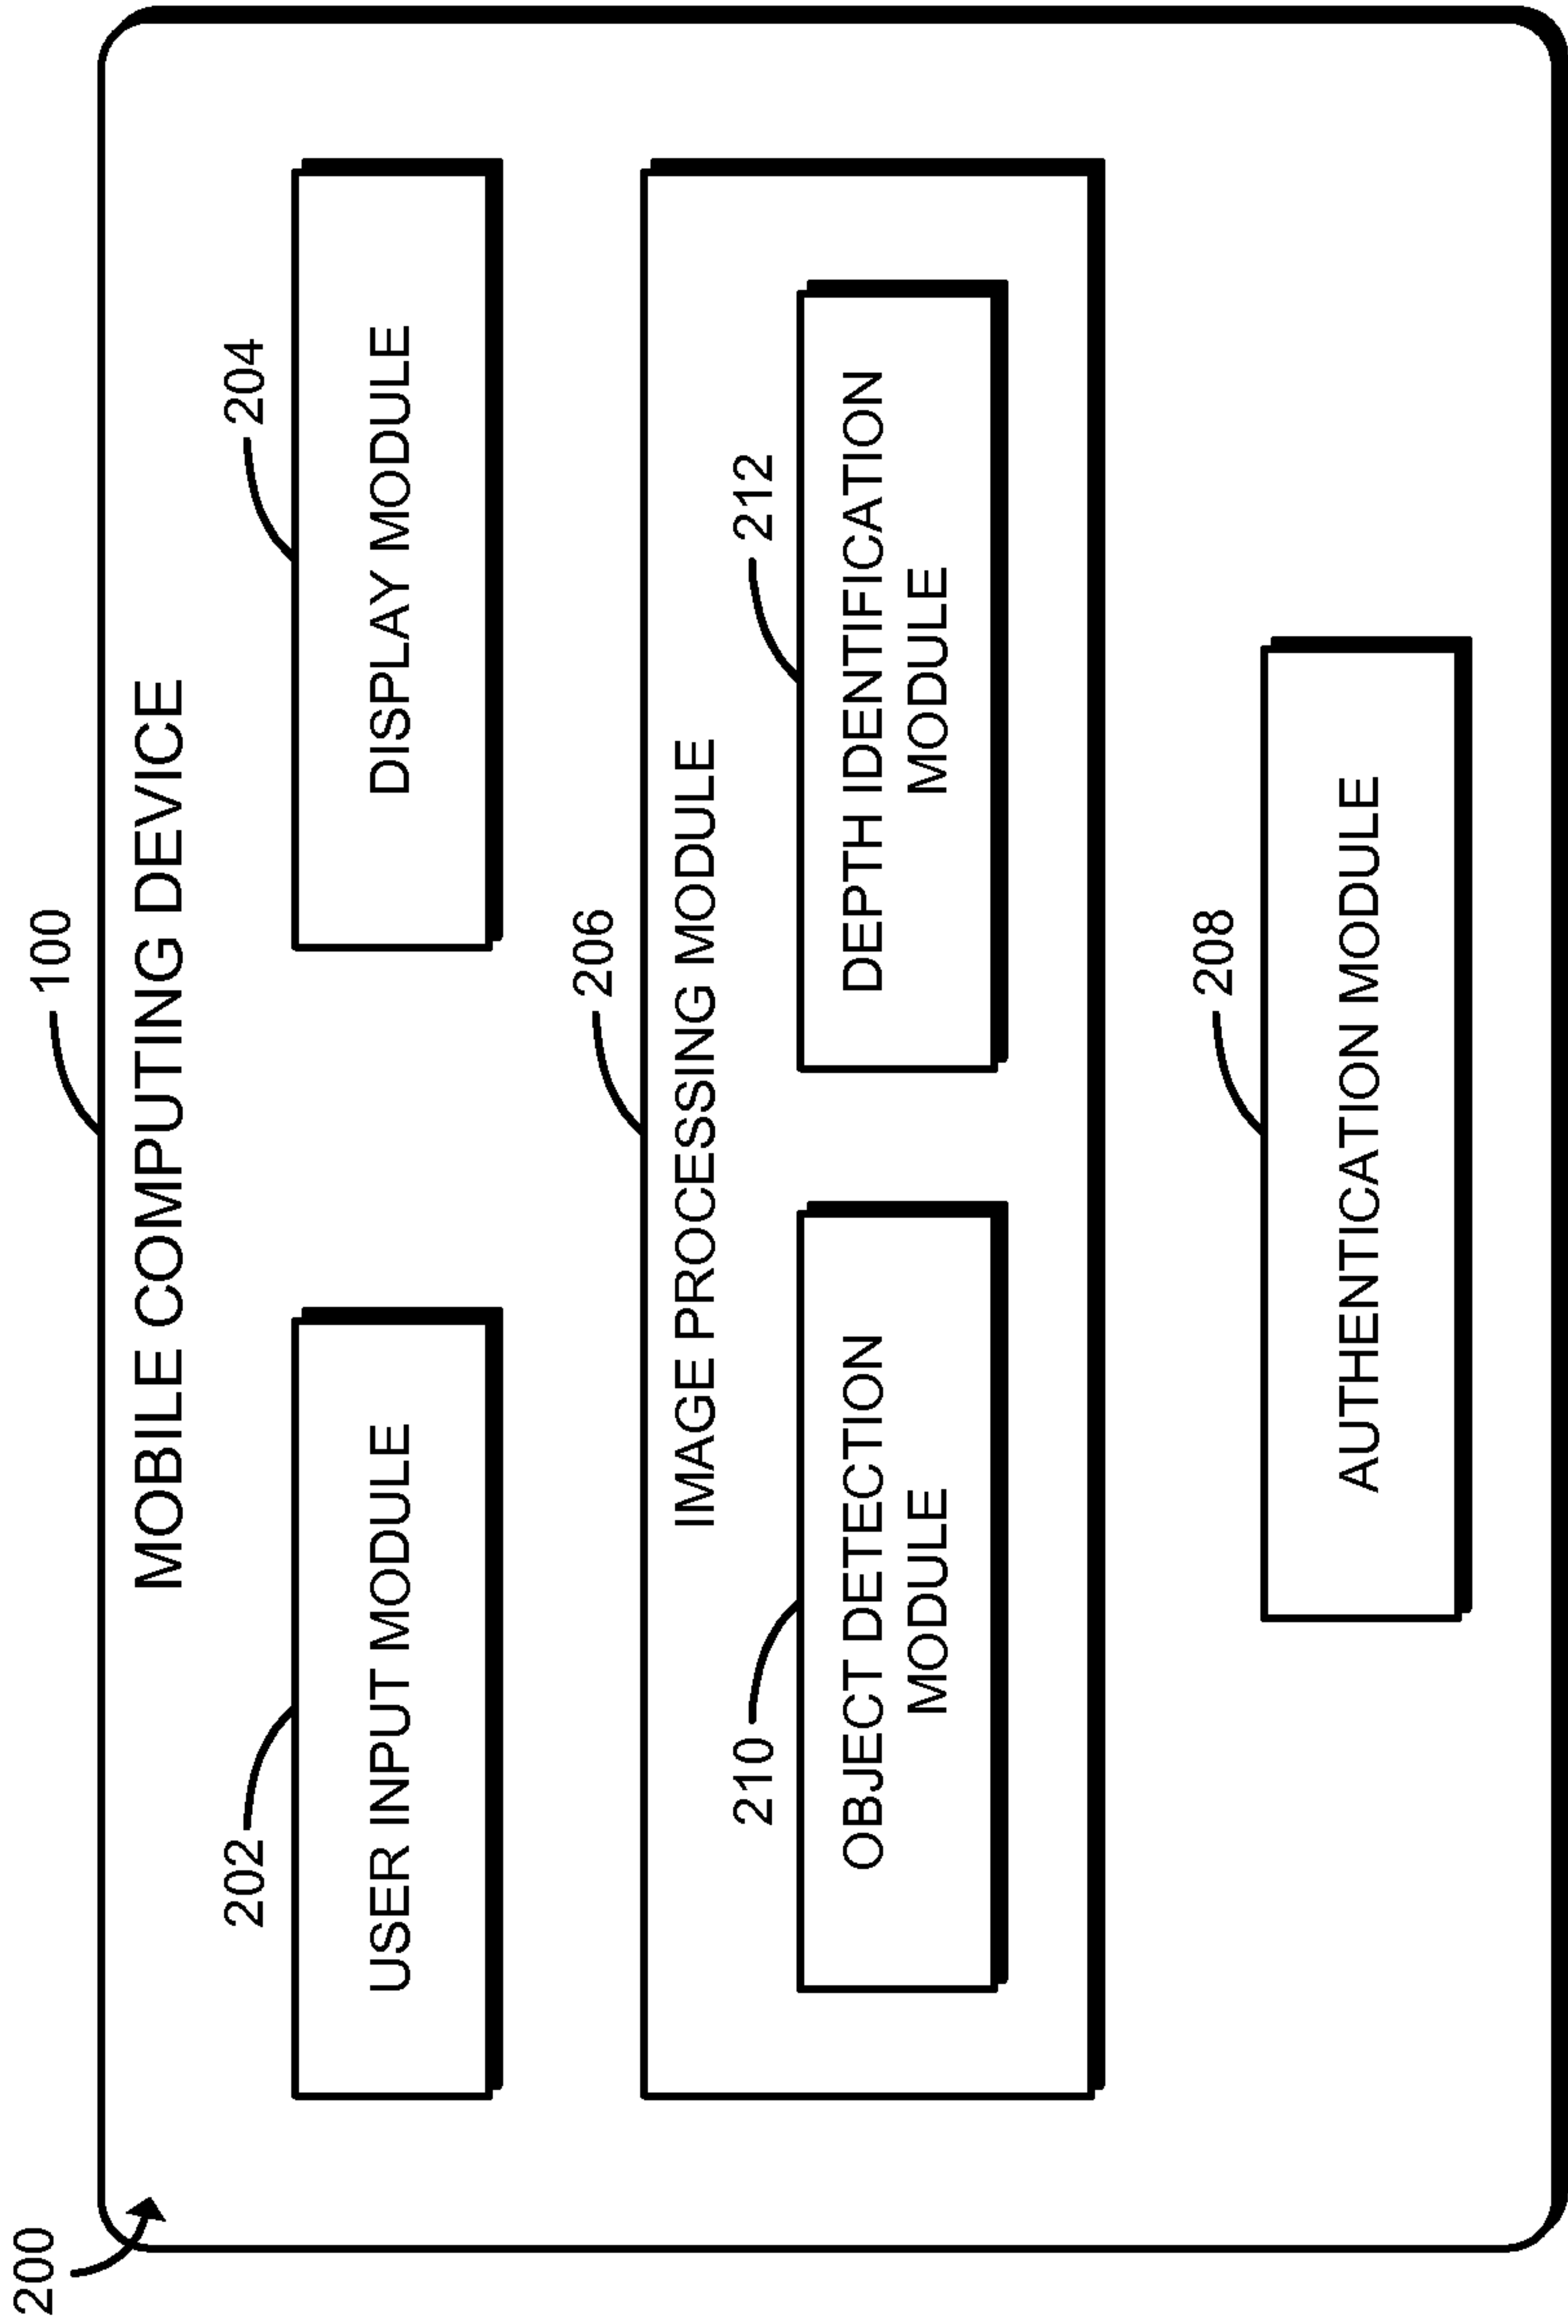 200
100
MOBILE COMPUTING DEVICE
202
204
USER INPUT MODULE
DISPLAY MODULE
206
IMAGE PROCESSING MODULE
210
212
OBJECT DETECTION
MODULE
DEPTH IDENTIFICATION
MODULE
208
AUTHENTICATION MODULE